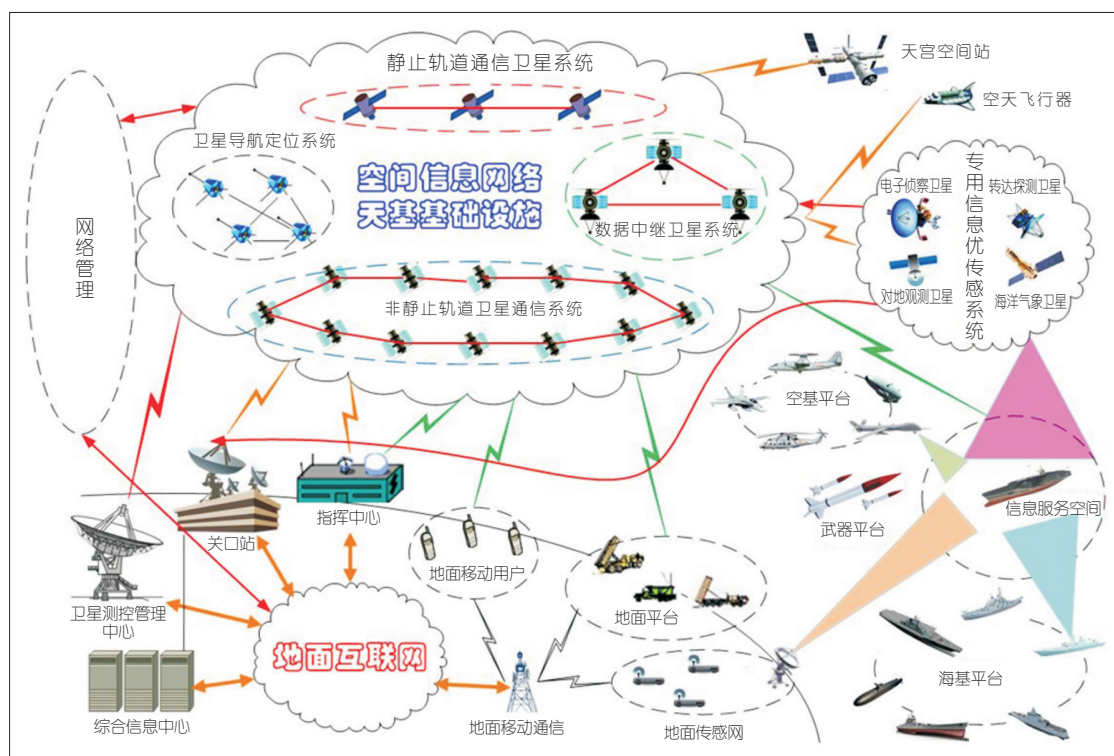 静止轨道通信卫星系统
天宫空间站
空天飞行器
卫星导航定位系统
空间信息网络
天基基础设施
数据中继卫星系统
专用信息优传感系统
电子侦察卫星
转达探测卫星
对地观测卫星
海洋气象卫星
网络管理
非静止轨道卫星通信系统
空基平台
武器平台
信息服务空间
关口站
指挥中心
地面移动用户
地面平台
卫星测控管理
中心
地面互联网
综合信息中心
地面移动通信
地面传感网
海基平台